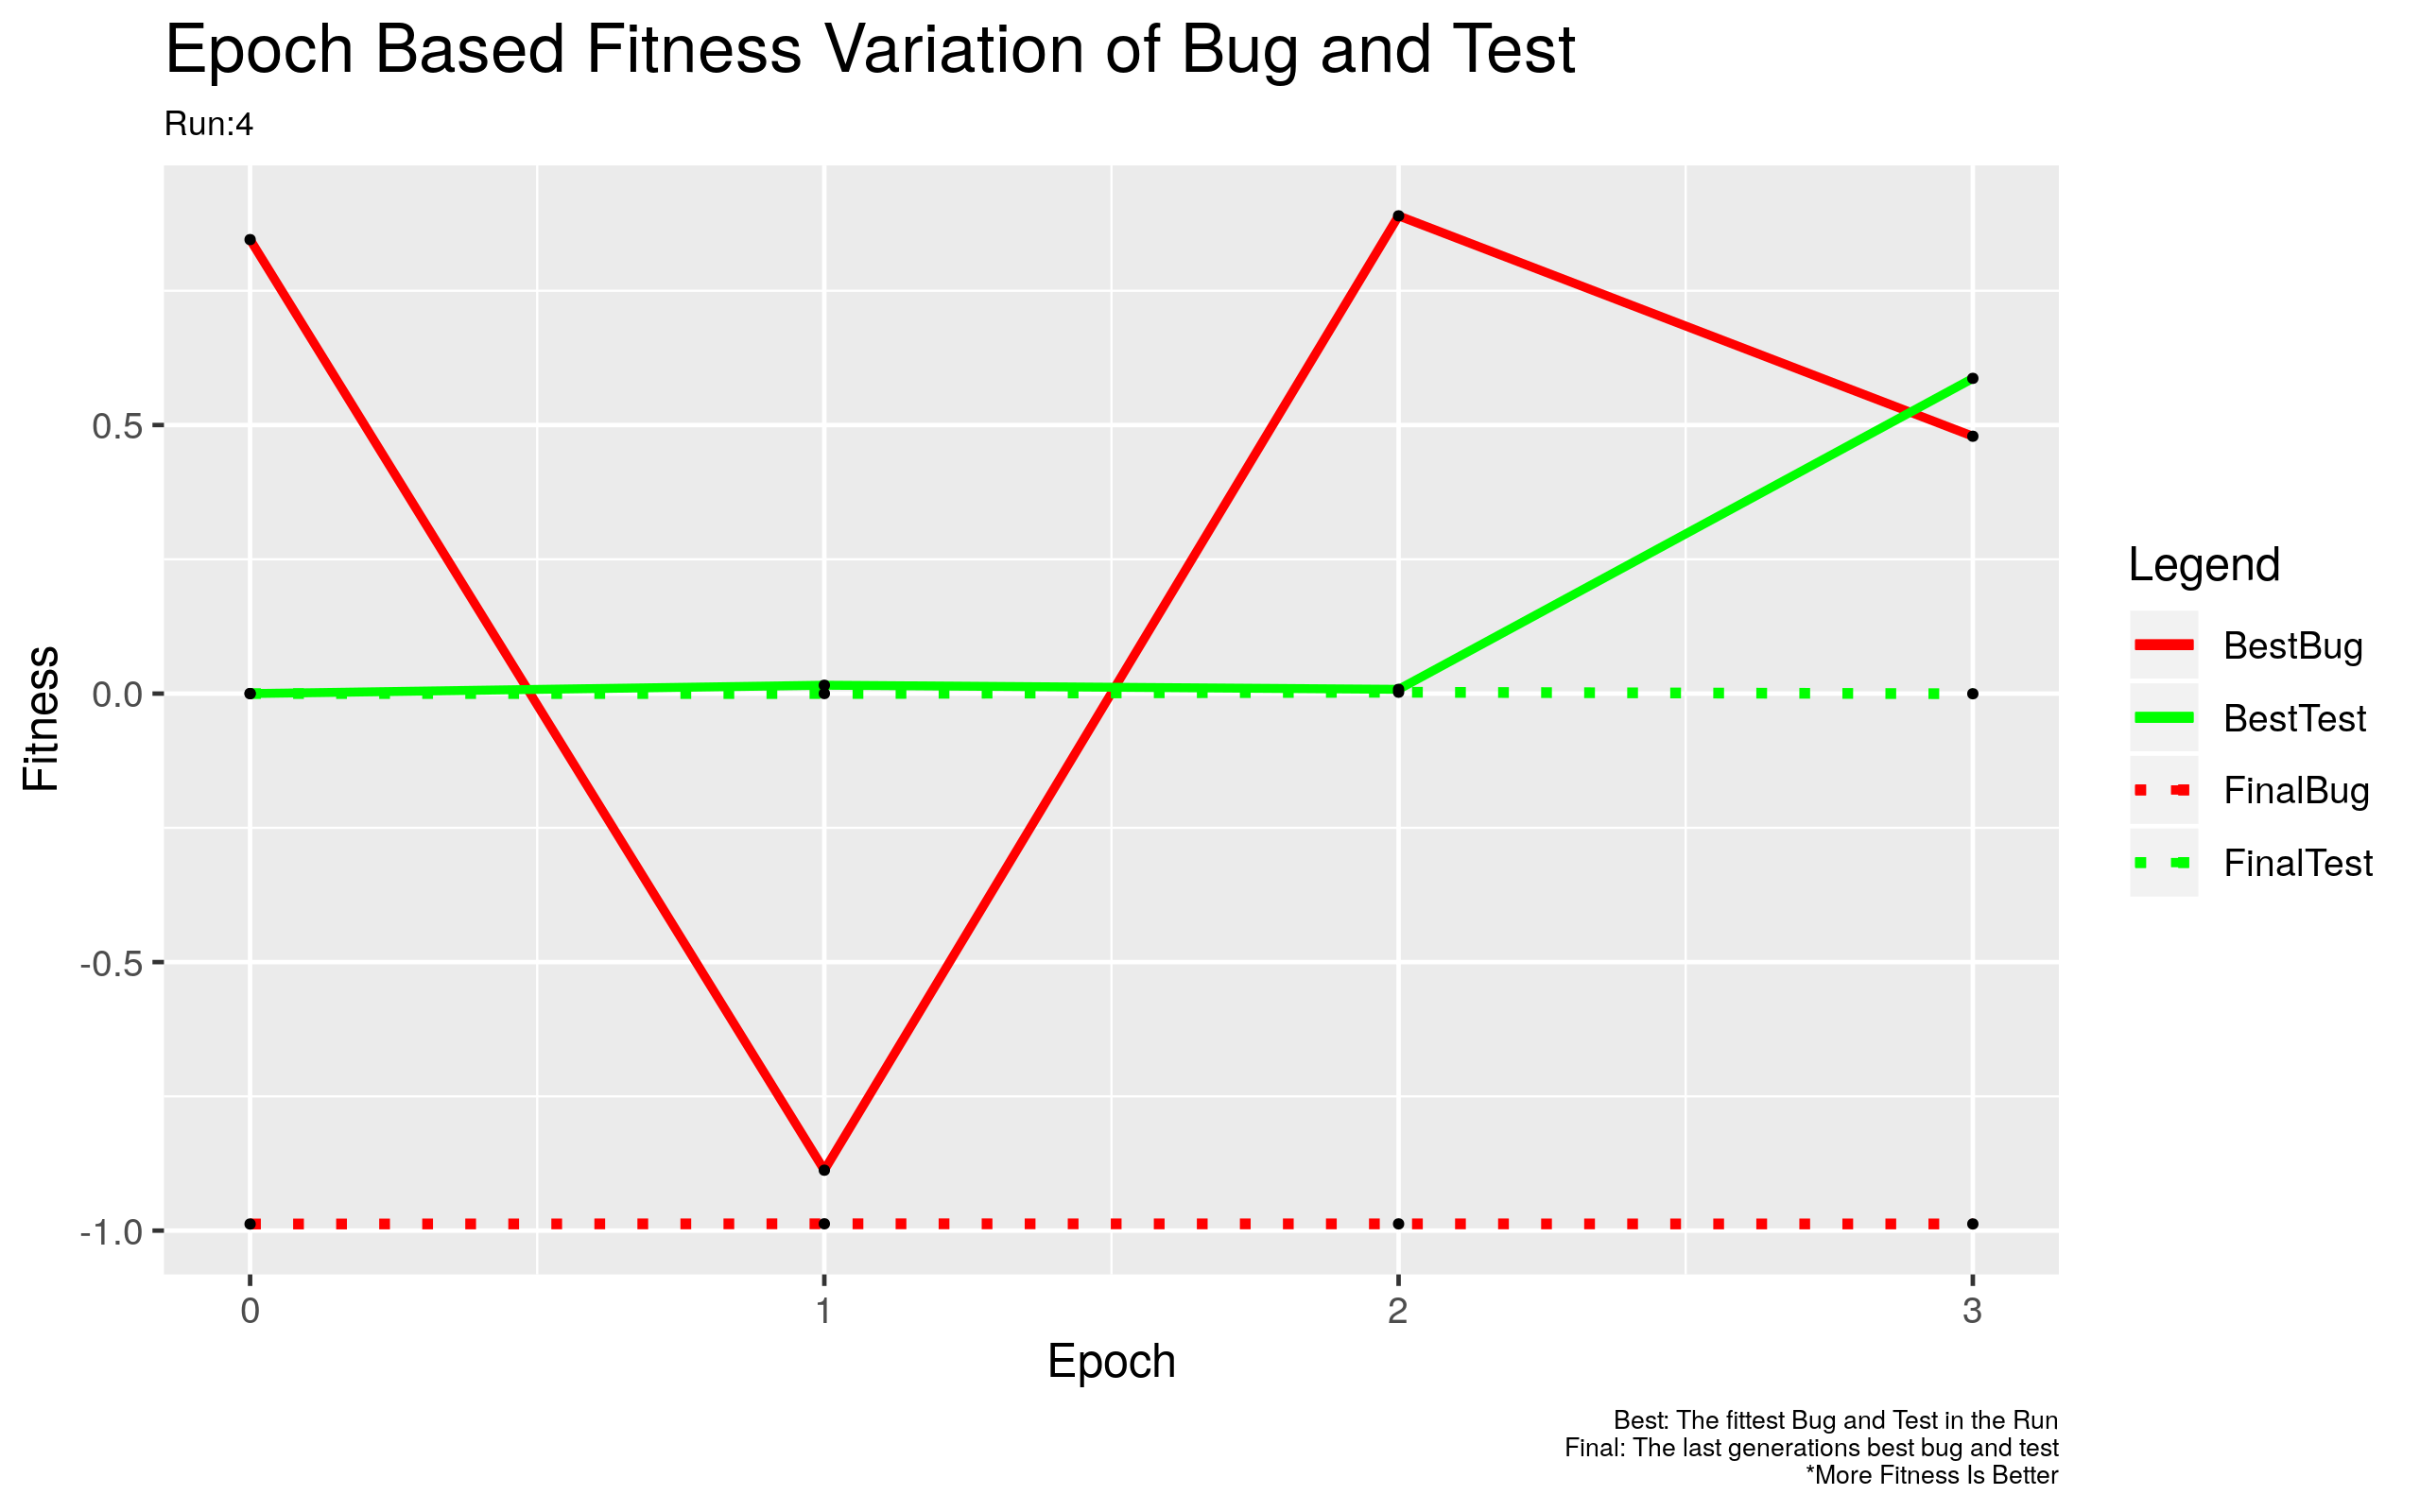 Epoch Based Fitness Variation of Bug and Test
Run:4
Fitness
0.5
0.0
-0.5
-1.0
0
1
2
3
Epoch
Legend
BestBug
BestTest
FinalBug
FinalTest
Best: The fittest Bug and Test in the Run
Final: The last generations best bug and test
*More Fitness Is Better